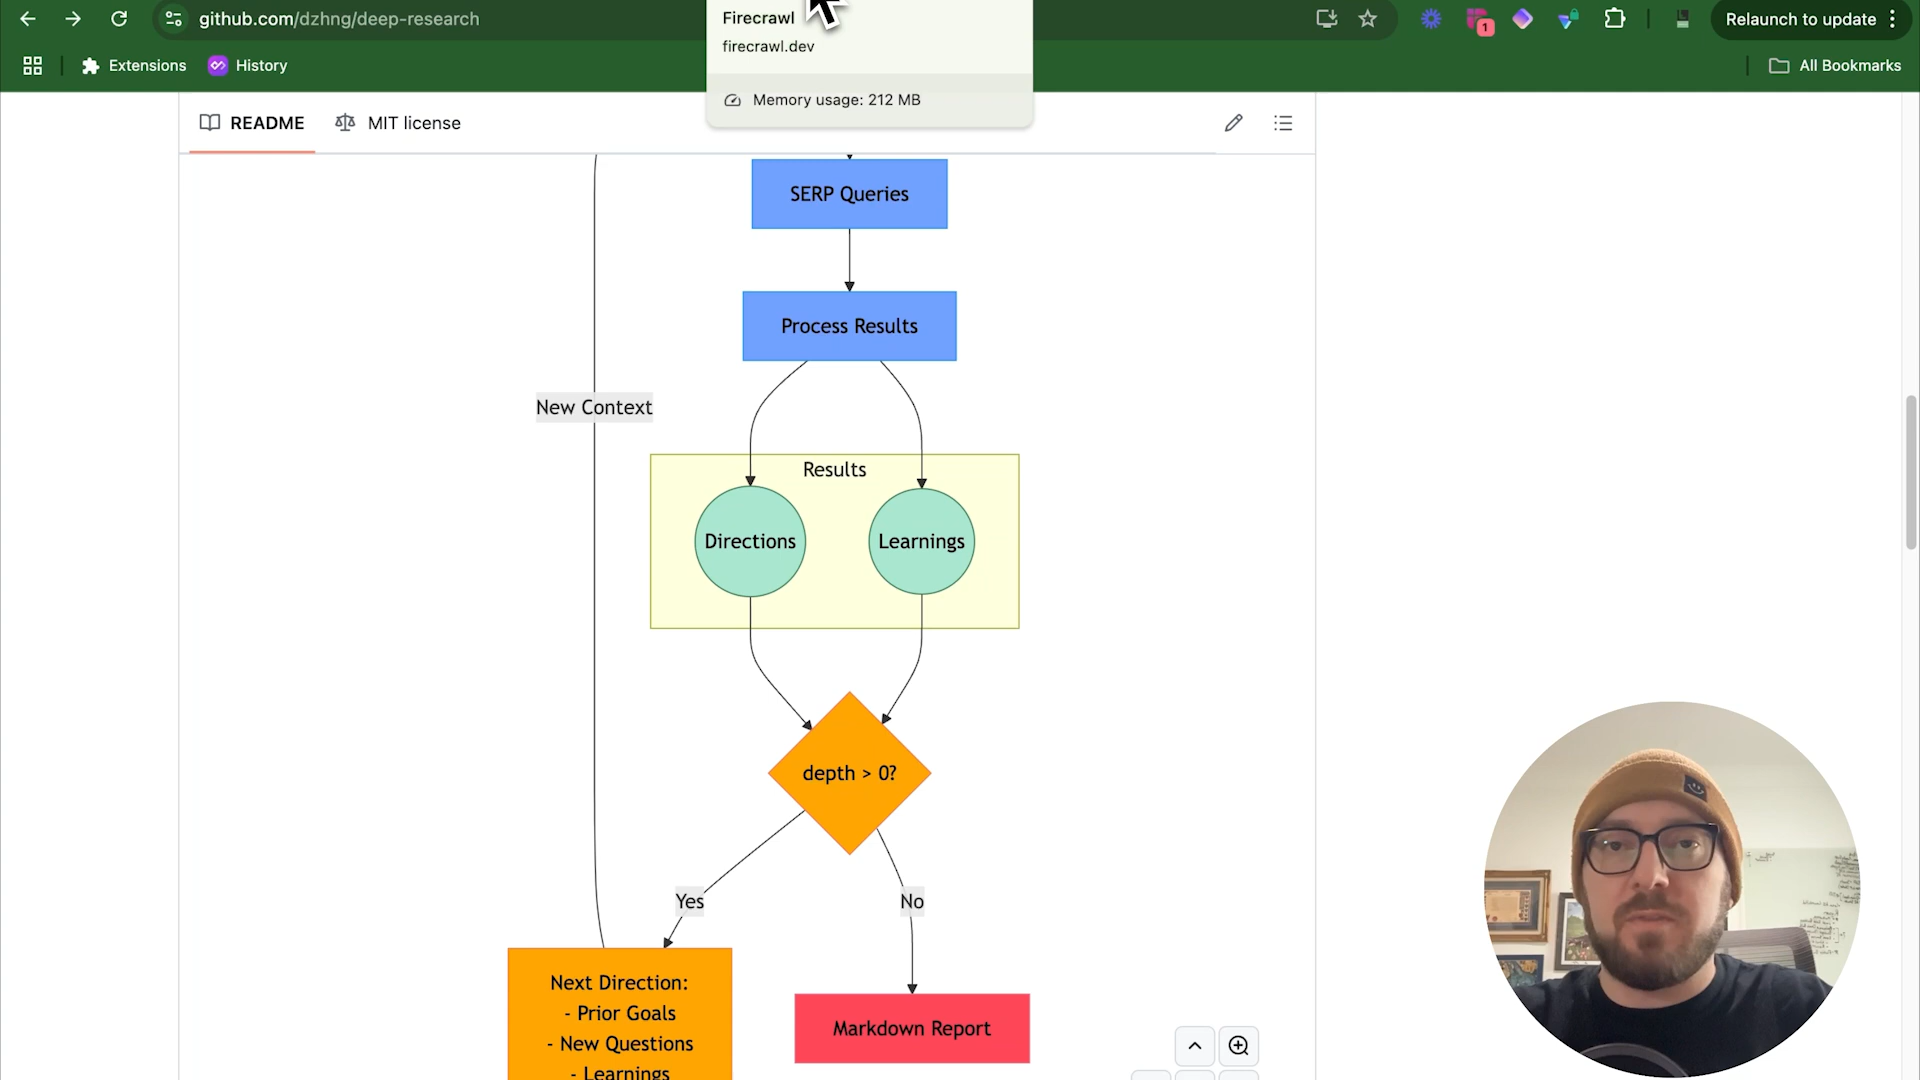 github.com/dzhng/deep-research
Firecrawl
firecrawl.dev
Memory usage: 212 MB
1
Relaunch to update
Extensions
History
All Bookmarks
README
MIT license
SERP Queries
Process Results
New Context
Results
Directions
Learnings
depth > 0?
Yes
No
Next Direction:
- Prior Goals
- New Questions
- Learnings
Markdown Report